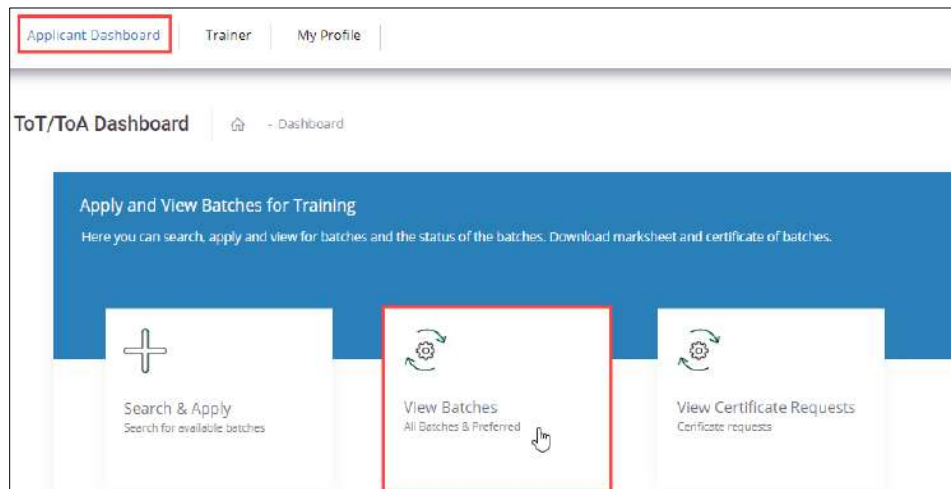 Applicant Dashboard Trainer My Profile
ToT/ToA Dashboard - Dashboard
Apply and View Batches for Training
Here you can search, apply and view for batches and the status of the batches. Download marksheet and certificate of batches.
Search & Apply
Search for available batches
View Batches
All Batches & Preferred
View Certificate Requests
Cerificate requests